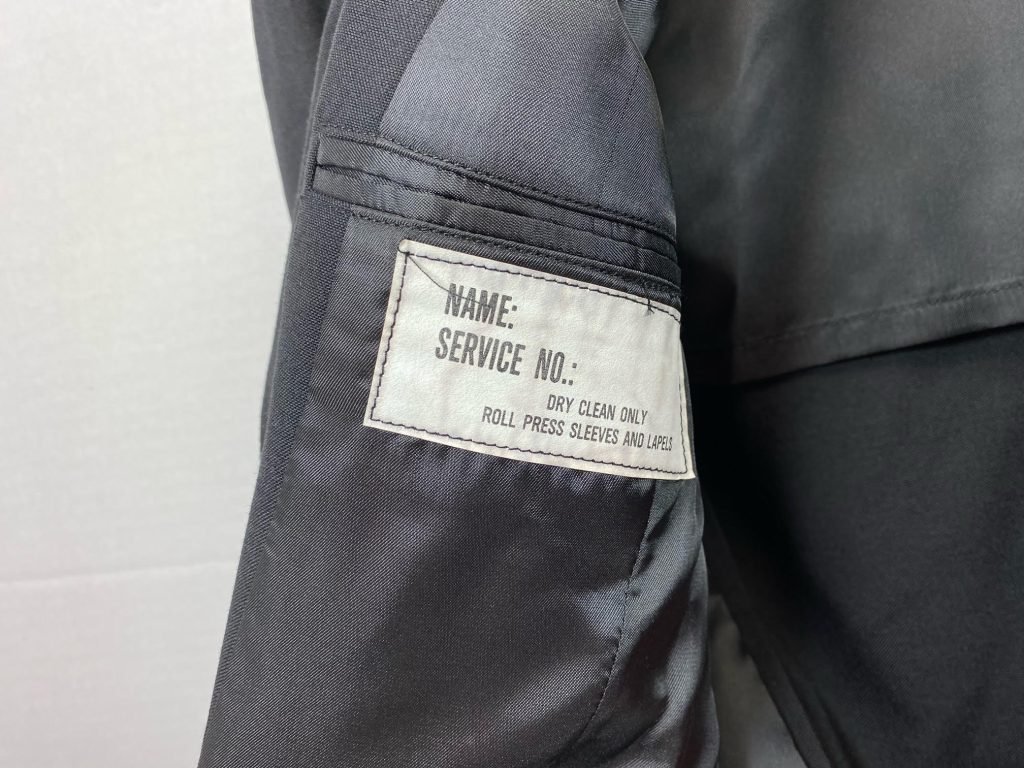 NAME:
SERVICE NO.:
DRY CLEAN ONLY
ROLL PRESS SLEEVES AND LAPELS